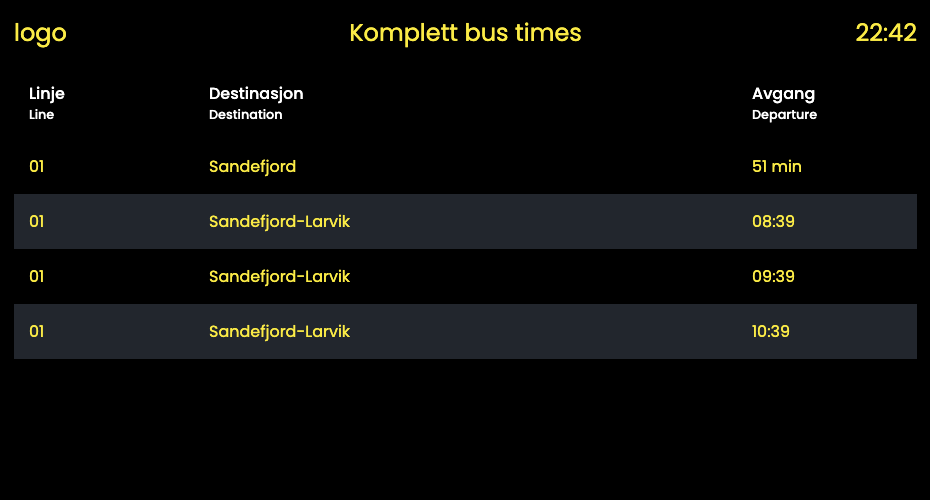 logo Komplett bus times 22:42
Linje Destinasjon Avgang
Line Destination Departure
01 Sandefjord 51 min
01 Sandefjord-Larvik 08:39
01 Sandefjord-Larvik 09:39
01 Sandefjord-Larvik 10:39